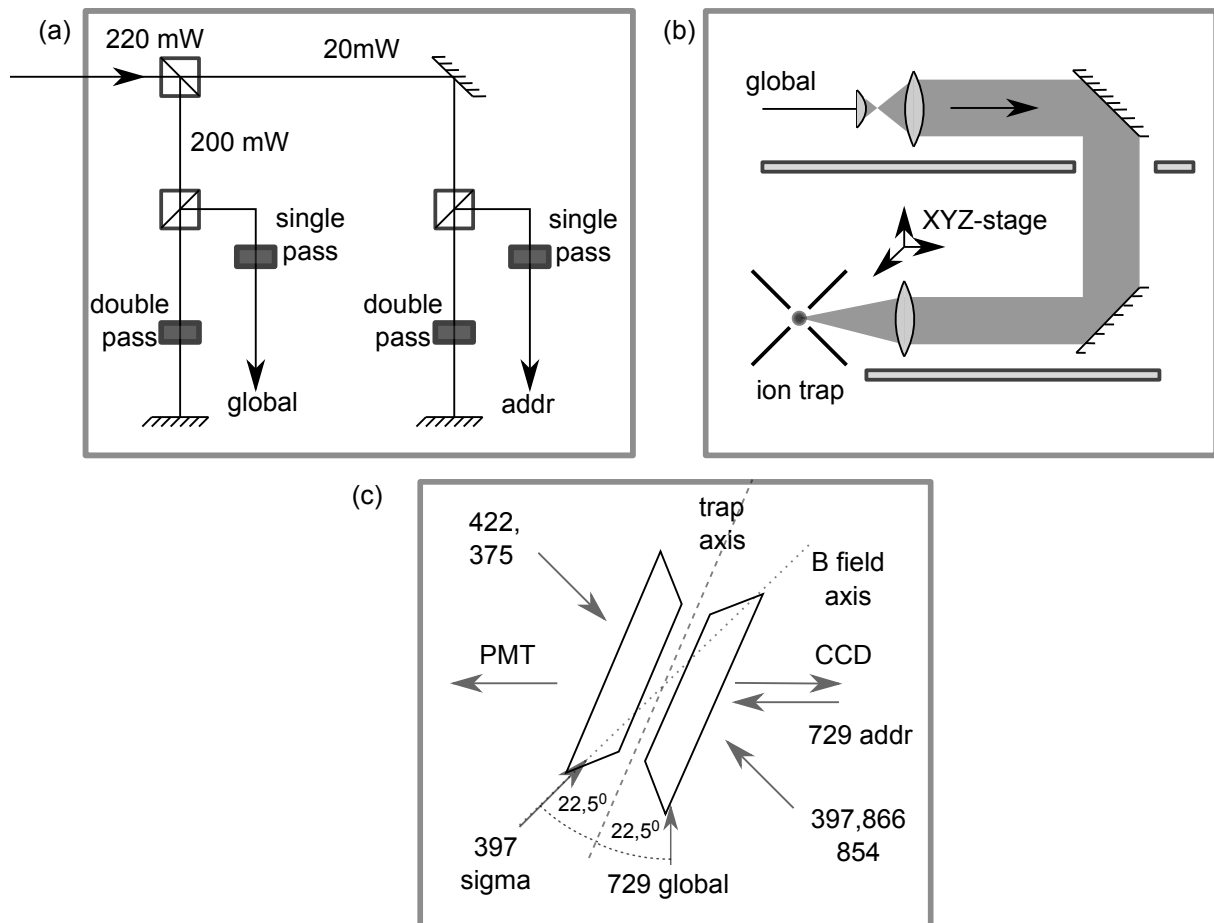 (a)
220 mW
20mW
200 mW
single
pass
double
pass
global
single
pass
double
pass
addr
(b)
global
XYZ-stage
ion trap
(c)
422,
375
trap
axis
B field
axis
PMT
CCD
729 addr
22,5⁰
22,5⁰
397
sigma
729 global
397,866
854